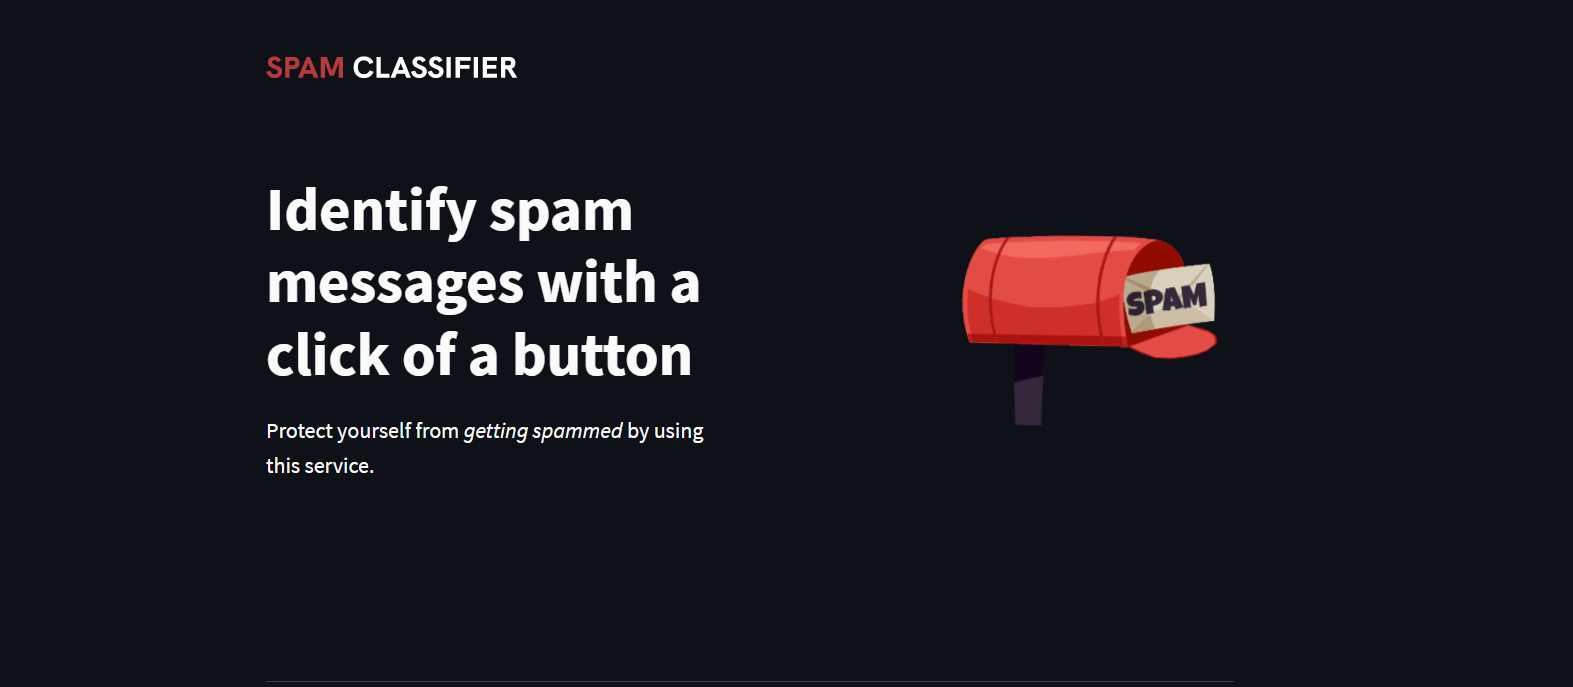 SPAM CLASSIFIER
Identify spam
messages with a
click of a button
SPAM
Protect yourself from getting spammed by using
this service.